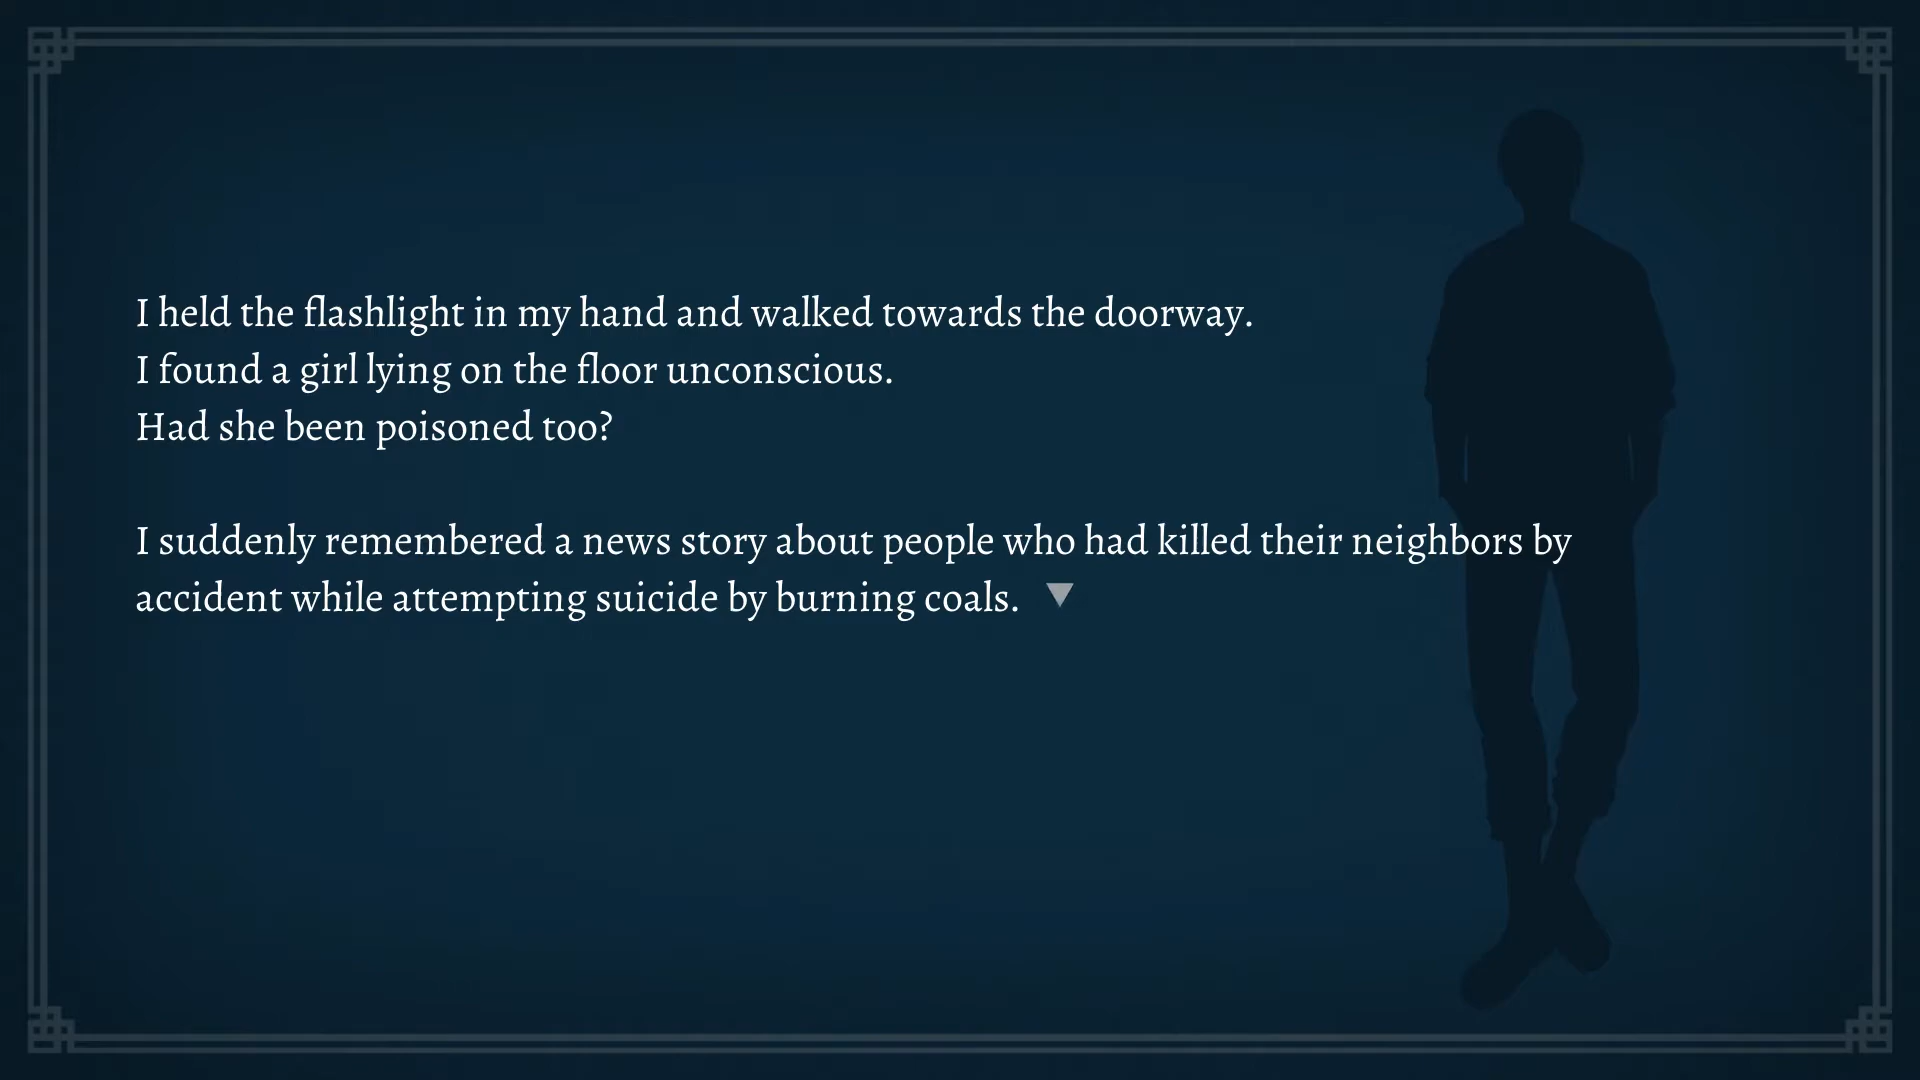 I held the flashlight in my hand and walked towards the doorway.
I found a girl lying on the floor unconscious.
Had she been poisoned too?
I suddenly remembered a news story about people who had killed their neighbors by
accident while attempting suicide by burning coals.